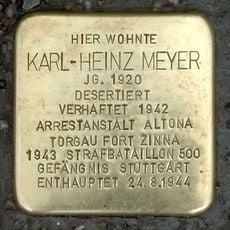 HIER WOHNTE
KARL-HEINZ MEYER
JG. 1920
DESERTIERT
VERHAFTET 1942
ARRESTANSTALT ALTONA
TORGAU FORT ZINNA
1943 STRAFBATAILLON 500
GEFÄNGNIS STUTTGART
ENTHAUPTET 24.8.1944